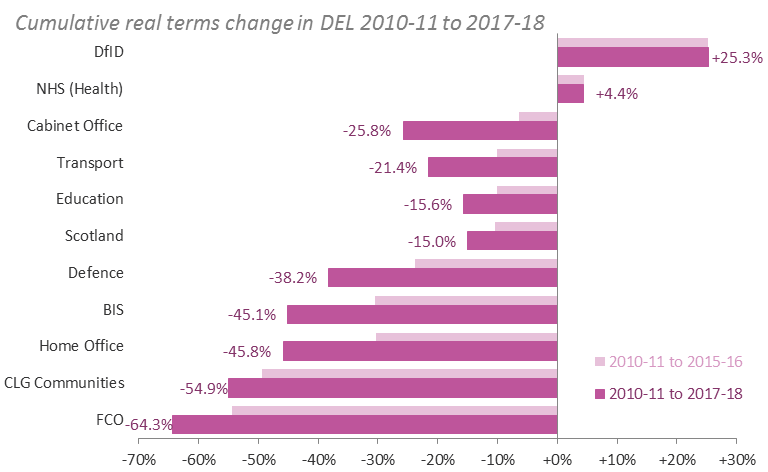 Cumulative real terms change in DEL 2010-11 to 2017-18
DfID
+25.3%
NHS (Health)
+4.4%
Cabinet Office
-25.8%
Transport
-21.4%
Education
-15.6%
Scotland
-15.0%
Defence
-38.2%
BIS
-45.1%
Home Office
-45.8%
2010-11 to 2015-16
CLG Communities
-54.9%
2010-11 to 2017-18
FCO
-64.3%
-70% -60% -50% -40% -30% -20% -10% +0% +10% +20% +30%